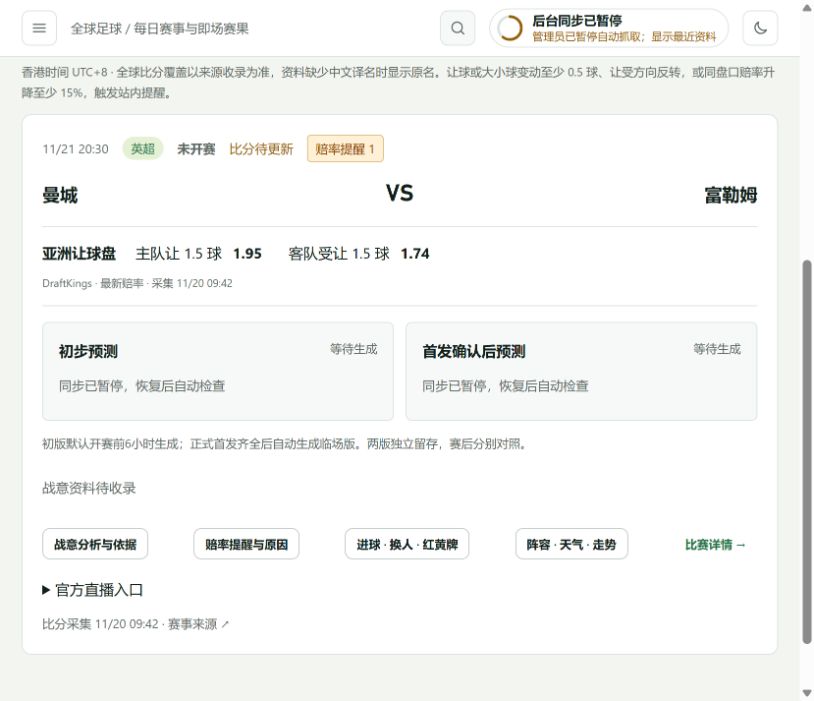 全球足球 / 每日赛事与即场赛果
后台同步已暂停
管理员已暂停自动抓取；显示最近资料
香港时间 UTC+8 · 全球比分覆盖以来源收录为准，资料缺少中文译名时显示原名。让球或大小球变动至少 0.5 球、让受方向反转，或同盘口赔率升
降至少 15%，触发站内提醒。
11/21 20:30 英超 未开赛 比分待更新 赔率提醒 1
曼城 VS 富勒姆
亚洲让球盘 主队让 1.5 球 1.95 客队受让 1.5 球 1.74
DraftKings · 最新赔率 · 采集 11/20 09:42
初步预测 等待生成
同步已暂停，恢复后自动检查
首发确认后预测 等待生成
同步已暂停，恢复后自动检查
初版默认开赛前6小时生成；正式首发齐全后自动生成临场版。两版独立留存，赛后分别对照。
战意资料待收录
战意分析与依据 赔率提醒与原因 进球 · 换人 · 红黄牌 阵容 · 天气 · 走势 比赛详情 →
▶ 官方直播入口
比分采集 11/20 09:42 · 赛事来源 ↗